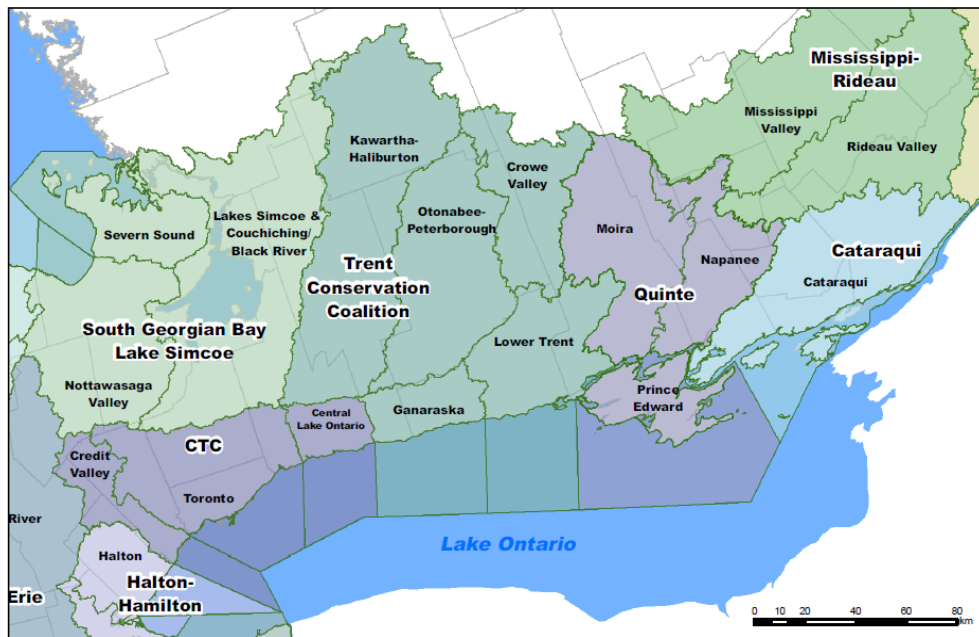 Mississippi-
Rideau
Mississippi
Valley
Rideau Valley
Kawartha-
Haliburton
Crowe
Valley
Otonabee-
Peterborough
Lakes Simcoe &
Couchiching/
Black River
Severn Sound
Moira
Napanee
Cataraqui
Cataraqui
Trent
Conservation
Coalition
Quinte
South Georgian Bay
Lake Simcoe
Lower Trent
Nottawasaga
Valley
Prince
Edward
Central
Lake Ontario
Ganaraska
CTC
Credit
Valley
Toronto
River
Lake Ontario
Halton
Halton-
Hamilton
Erie
0 10 20 40 60 80
km